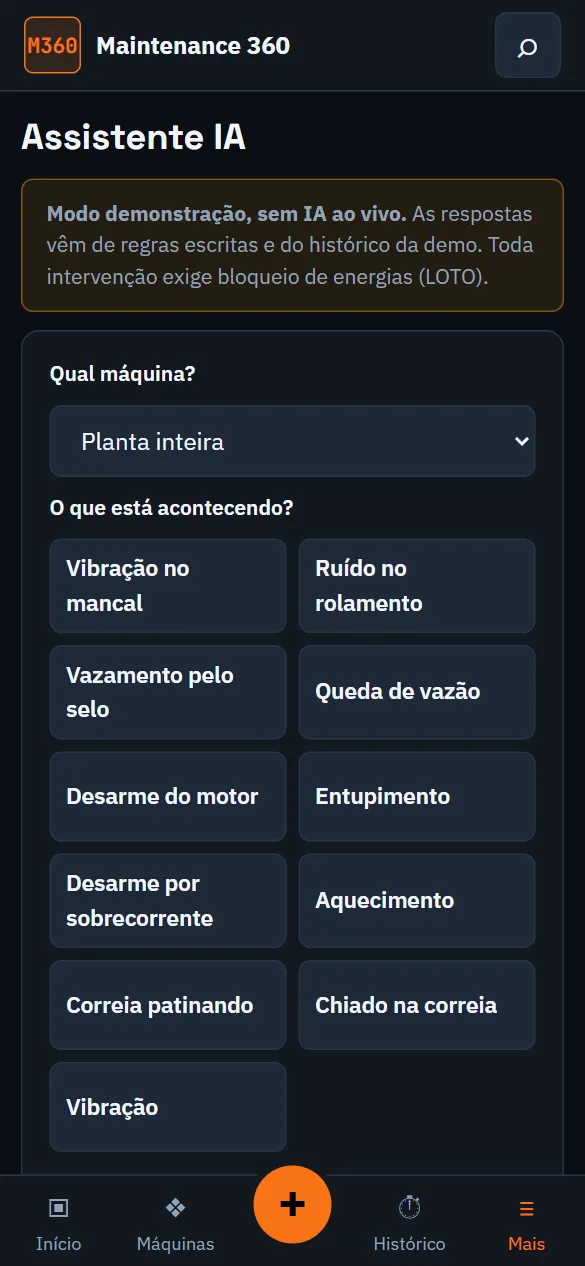 M360 Maintenance 360
Assistente IA
Modo demonstração, sem IA ao vivo. As respostas
vêm de regras escritas e do histórico da demo. Toda
intervenção exige bloqueio de energias (LOTO).
Qual máquina?
Planta inteira
O que está acontecendo?
Vibração no
mancal
Ruído no
rolamento
Vazamento pelo
selo
Queda de vazão
Desarme do motor
Entupimento
Desarme por
sobrecorrente
Aquecimento
Correia patinando
Chiado na correia
Vibração
Início
Máquinas
+
Histórico
Mais